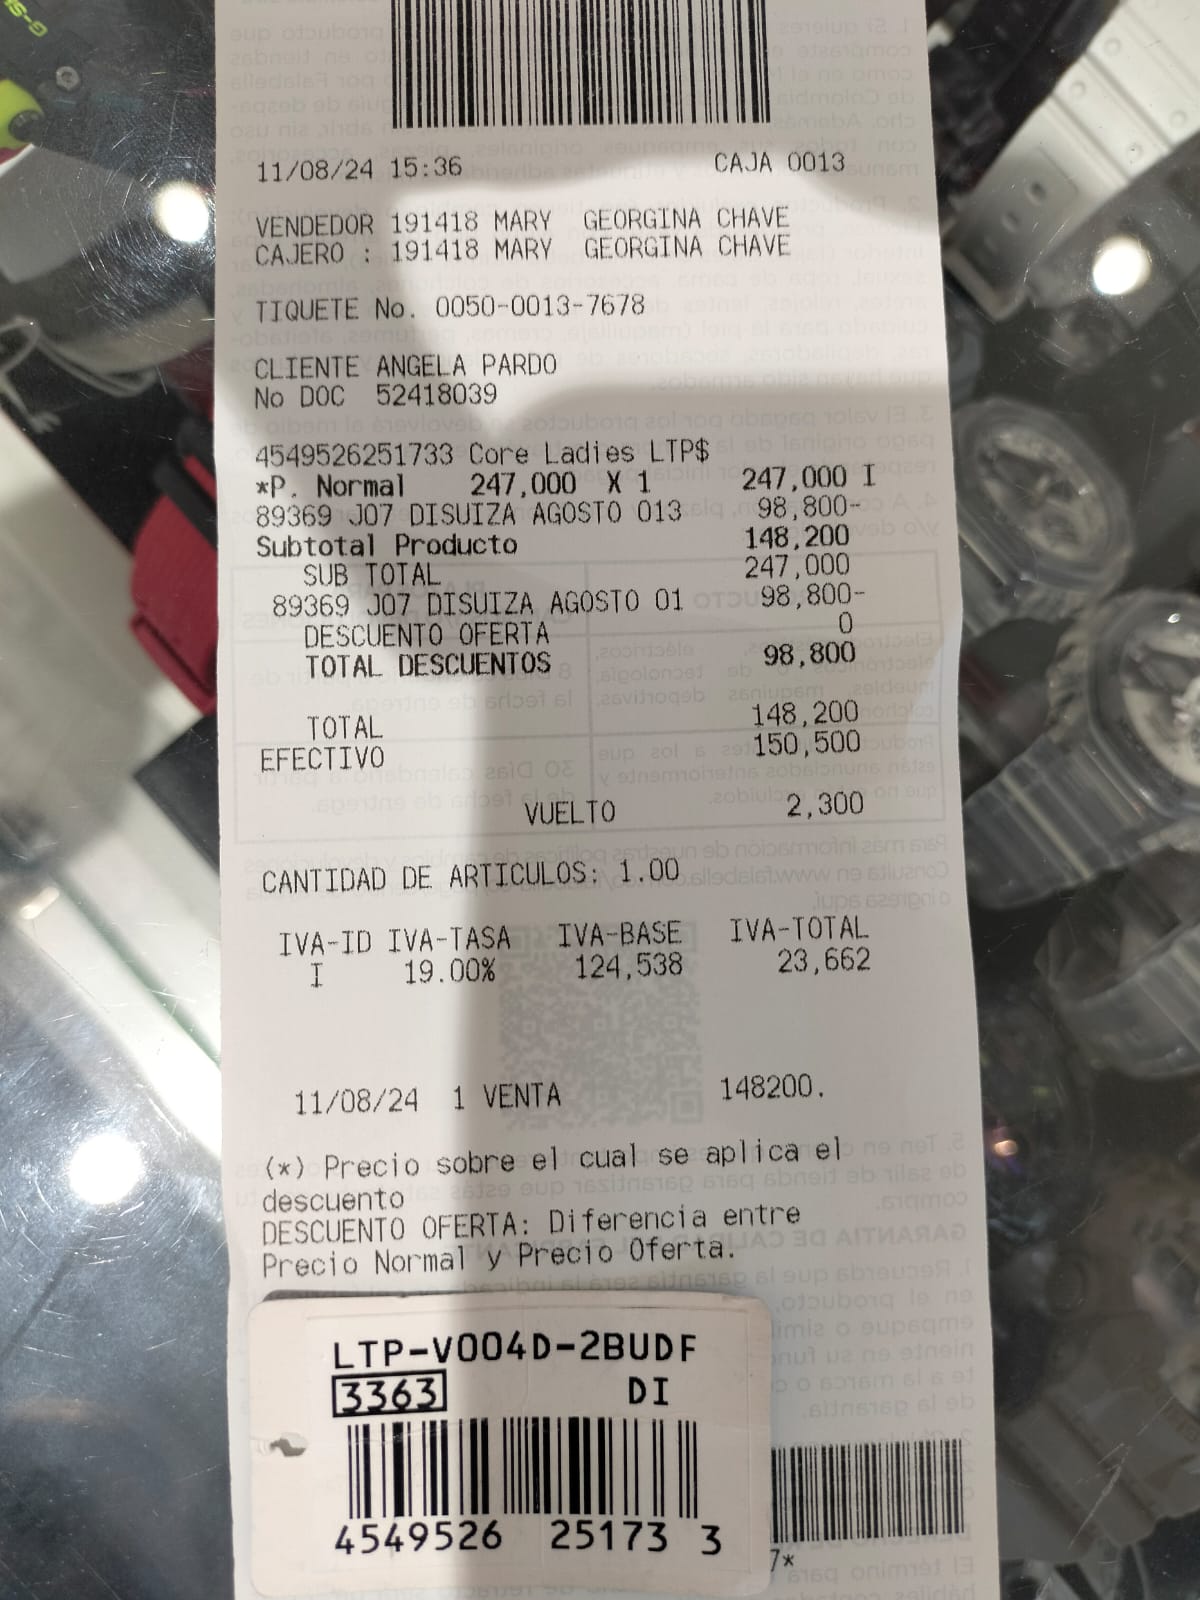 11/08/24 15:36 CAJA 0013
VENDEDOR 191418 MARY GEORGINA CHAVE
CAJERO : 191418 MARY GEORGINA CHAVE
TIQUETE No. 0050-0013-7678
CLIENTE ANGELA PARDO
No DOC 52418039
4549526251733 Core Ladies LTP$
*P. Normal 247,000 X 1 247,000 I
89369 J07 DISUIZA AGOSTO 013 98,800-
Subtotal Producto 148,200
SUB TOTAL 247,000
89369 J07 DISUIZA AGOSTO 01 98,800-
DESCUENTO OFERTA 0
TOTAL DESCUENTOS 98,800
TOTAL 148,200
EFECTIVO 150,500
VUELTO 2,300
CANTIDAD DE ARTICULOS: 1.00
IVA-ID IVA-TASA IVA-BASE IVA-TOTAL
I 19.00% 124,538 23,662
11/08/24 1 VENTA 148200.
(*) Precio sobre el cual se aplica el
descuento
DESCUENTO OFERTA: Diferencia entre
Precio Normal y Precio Oferta.
LTP-V004D-2BUDF
3363 DI
4549526 25173 3
7*